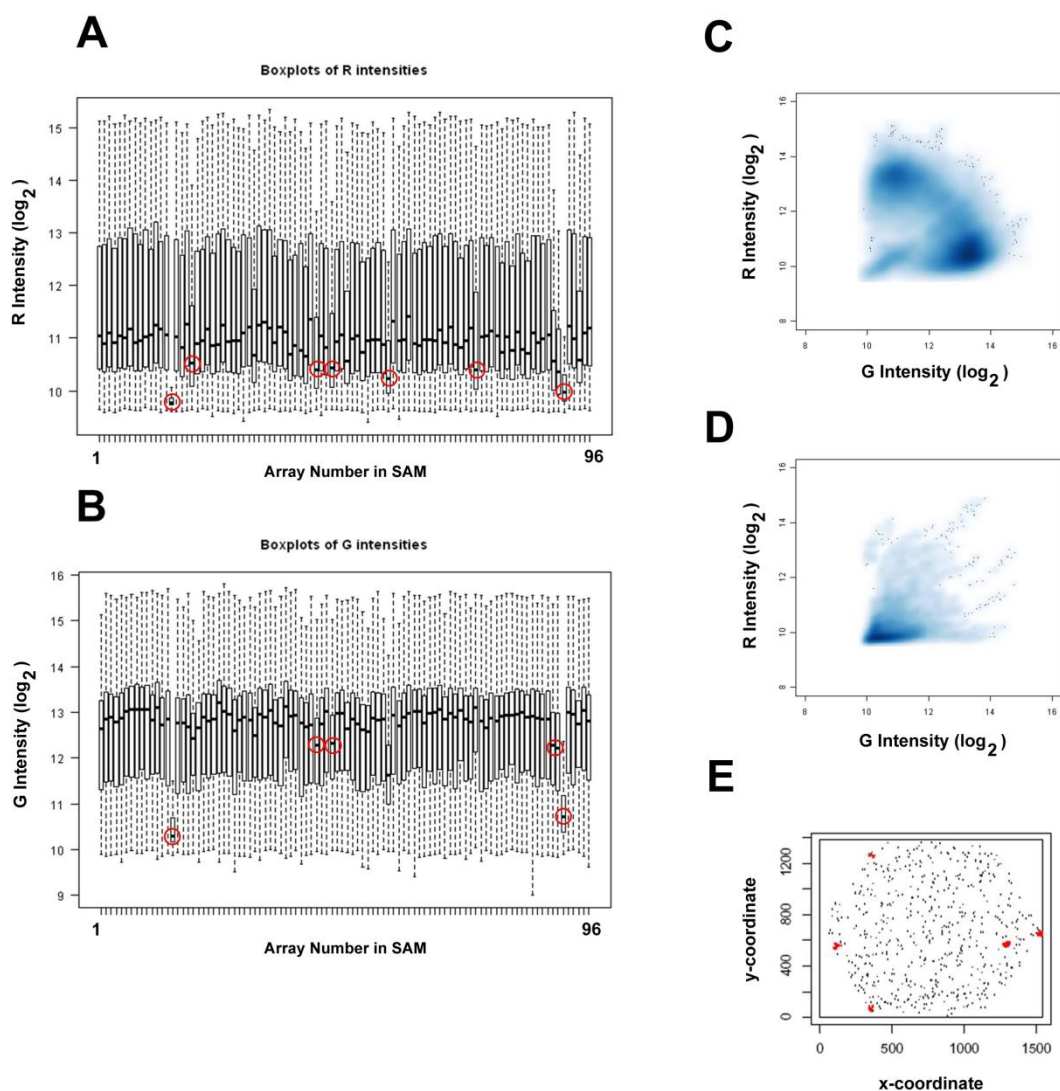 A
Boxplots of R intensities
R Intensity (log2)
15
14
13
12
11
10
1
96
Array Number in SAM
B
Boxplots of G intensities
G Intensity (log2)
16
15
14
13
12
11
10
9
1
96
Array Number in SAM
C
R Intensity (log2)
16
14
12
10
8
8
10
12
14
16
G Intensity (log2)
D
R Intensity (log2)
16
14
12
10
8
8
10
12
14
16
G Intensity (log2)
E
y-coordinate
1200
800
400
0
0
500
1000
1500
x-coordinate